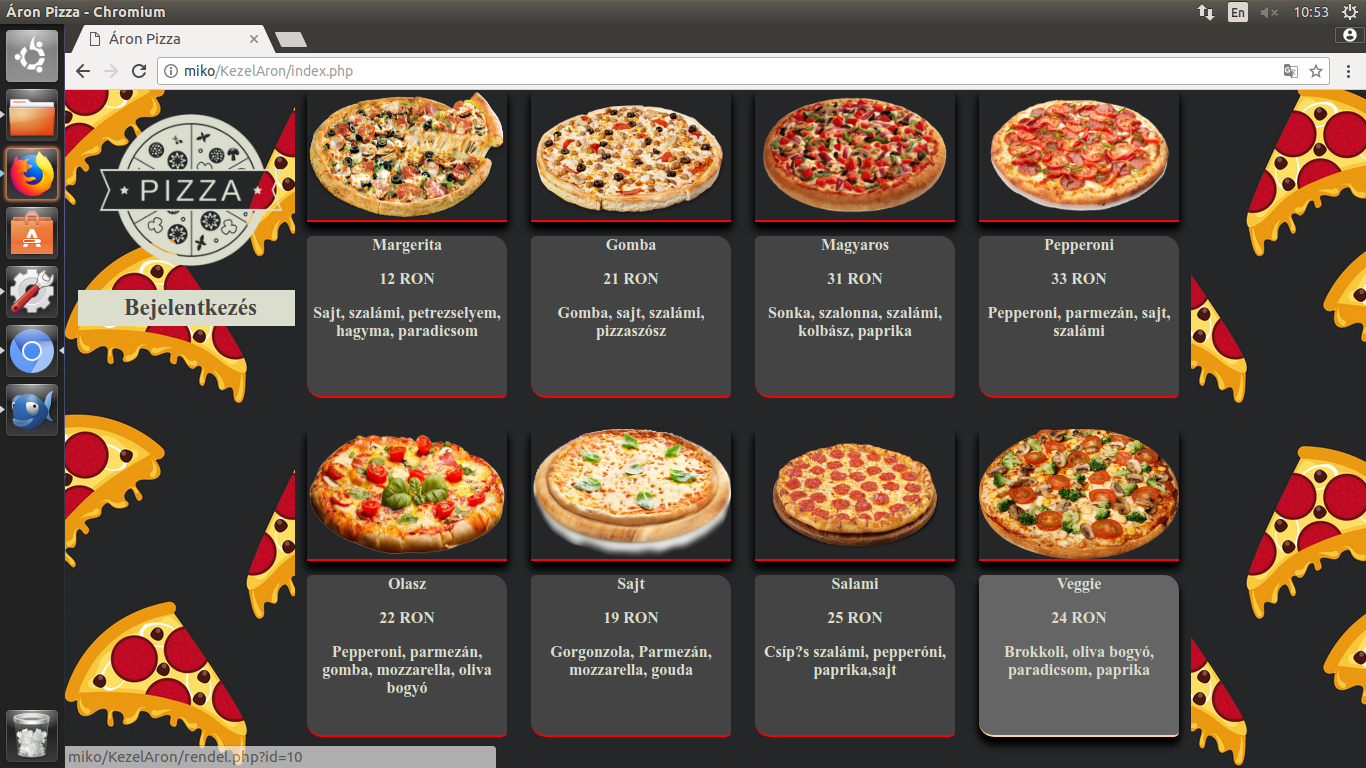 Áron Pizza - Chromium
En
10:53
Áron Pizza
miko/KezelAron/index.php
PIZZA
Bejelentkezés
Margerita
12 RON
Sajt, szalámi, petrezselyem,
hagyma, paradicsom
Gomba
21 RON
Gomba, sajt, szalámi,
pizzaszósz
Magyaros
31 RON
Sonka, szalonna, szalámi,
kolbász, paprika
Pepperoni
33 RON
Pepperoni, parmezán, sajt,
szalámi
Olasz
22 RON
Pepperoni, parmezán,
gomba, mozzarella, oliva
bogyó
Sajt
19 RON
Gorgonzola, Parmezán,
mozzarella, gouda
Salami
25 RON
Csíp?s szalámi, pepperóni,
paprika,sajt
Veggie
24 RON
Brokkoli, oliva bogyó,
paradicsom, paprika
miko/KezelAron/rendel.php?id=10